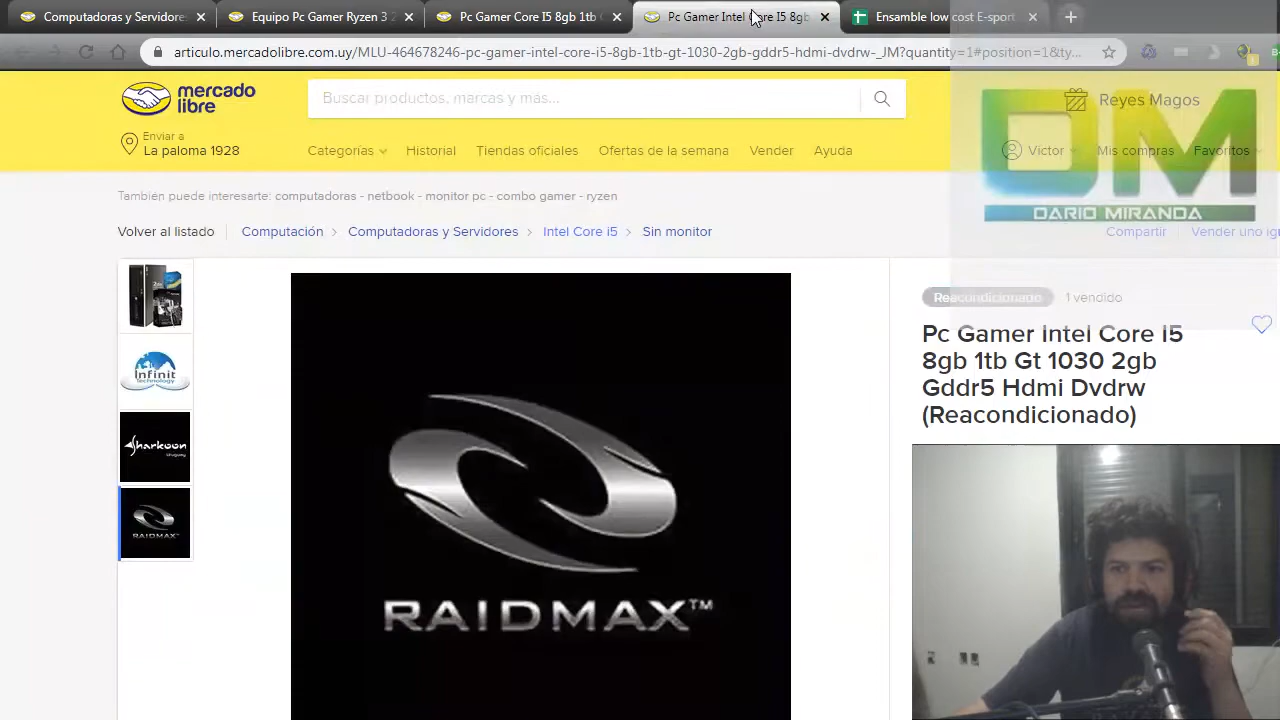 Computadoras y Servidores
Equipo Pc Gamer Ryzen 3 2
Pc Gamer Core I5 8gb 1tb
Pc Gamer Intel Core I5 8gb
Ensamble low cost E-sport
articulo.mercadolibre.com.uy/MLU-464678246-pc-gamer-intel-core-i5-8gb-1tb-gt-1030-2gb-gddr5-hdmi-dvdrw-_JM?quantity=1#position=1&ty...
mercado
libre
Buscar productos, marcas y más...
Reyes Magos
Enviar a
La paloma 1928
Categorías
Historial
Tiendas oficiales
Ofertas de la semana
Vender
Ayuda
Victor
Mis compras
Favoritos
DM
DARIO MIRANDA
También puede interesarte: computadoras - netbook - monitor pc - combo gamer - ryzen
Volver al listado
Computación
Computadoras y Servidores
Intel Core i5
Sin monitor
Compartir
Vender uno ig
Infinit
Technology
Sharkoon
RAIDMAX
RAIDMAX™
Reacondicionado
1 vendido
Pc Gamer Intel Core I5
8gb 1tb Gt 1030 2gb
Gddr5 Hdmi Dvdrw
(Reacondicionado)